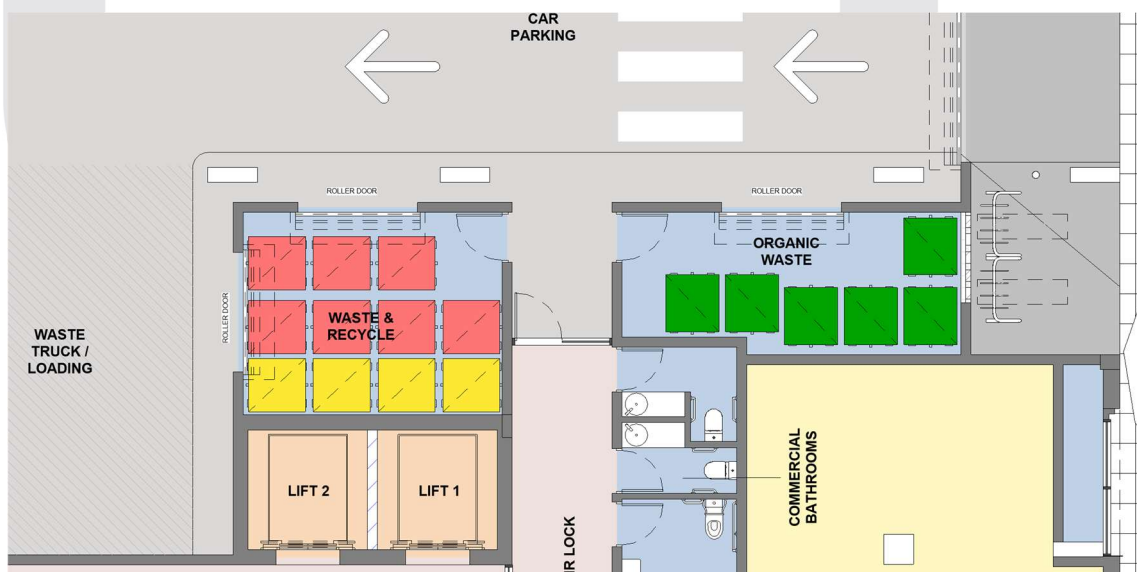 CAR
PARKING
ROLLER DOOR
ROLLER DOOR
ORGANIC
WASTE
ROLLER DOOR
WASTE &
RECYCLE
WASTE
TRUCK /
LOADING
LIFT 2
LIFT 1
COMMERCIAL
BATHROOMS
LOCK